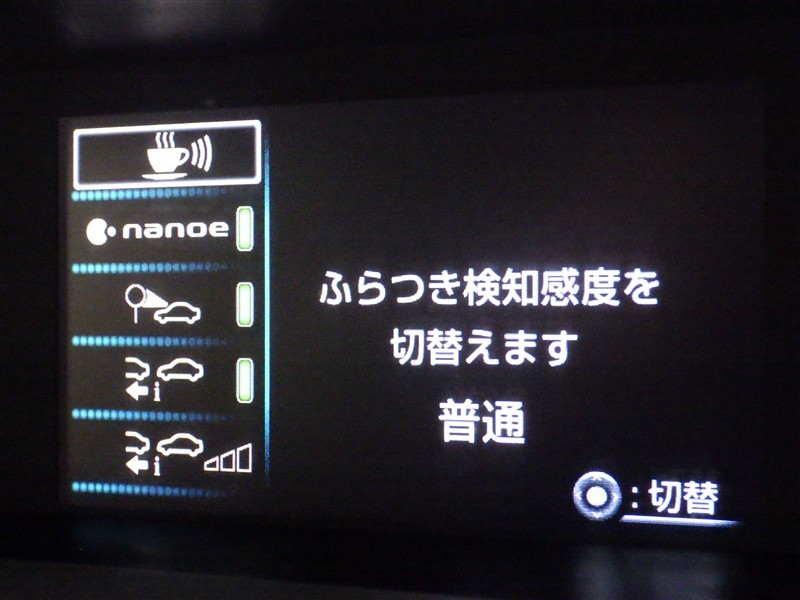 nanoe
i
i
ふらつき検知感度を
切替えます
普通
:切替